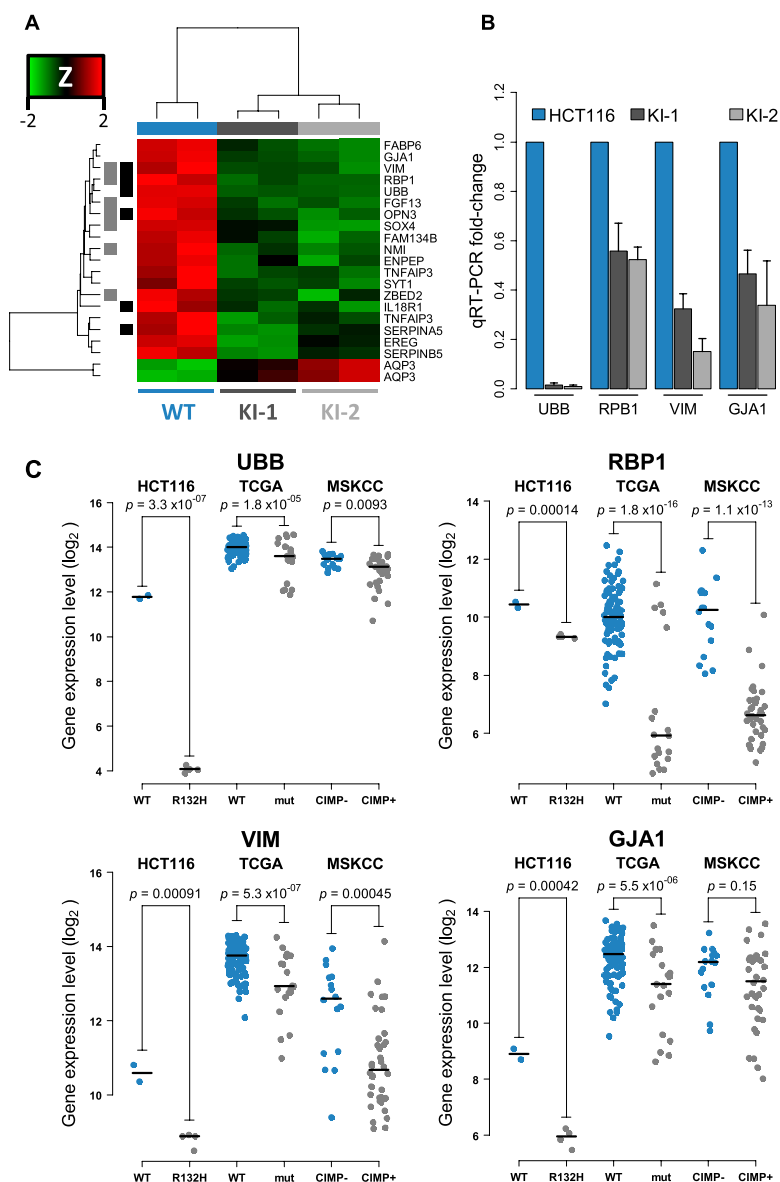 A
Z
-2 2
FABP6
GJA1
VIM
RBP1
UBB
FGF13
OPN3
SOX4
FAM134B
NMI
ENPEP
TNFAIP3
SYT1
ZBED2
IL18R1
TNFAIP3
SERPINA5
EREG
SERPINB5
AQP3
AQP3
WT KI-1 KI-2
B
HCT116 KI-1 KI-2
qRT-PCR fold-change
1.2
1.0
0.8
0.6
0.4
0.2
0.0
UBB RPB1 VIM GJA1
C
UBB
HCT116 TCGA MSKCC
p = 3.3 x10-07 p = 1.8 x10-05 p = 0.0093
Gene expression level (log2)
16
14
12
10
8
6
4
WT R132H WT mut CIMP- CIMP+
RBP1
HCT116 TCGA MSKCC
p = 0.00014 p = 1.8 x10-16 p = 1.1 x10-13
Gene expression level (log2)
14
12
10
8
6
WT R132H WT mut CIMP- CIMP+
VIM
HCT116 TCGA MSKCC
p = 0.00091 p = 5.3 x10-07 p = 0.00045
Gene expression level (log2)
16
14
12
10
WT R132H WT mut CIMP- CIMP+
GJA1
HCT116 TCGA MSKCC
p = 0.00042 p = 5.5 x10-06 p = 0.15
Gene expression level (log2)
14
12
10
8
6
WT R132H WT mut CIMP- CIMP+